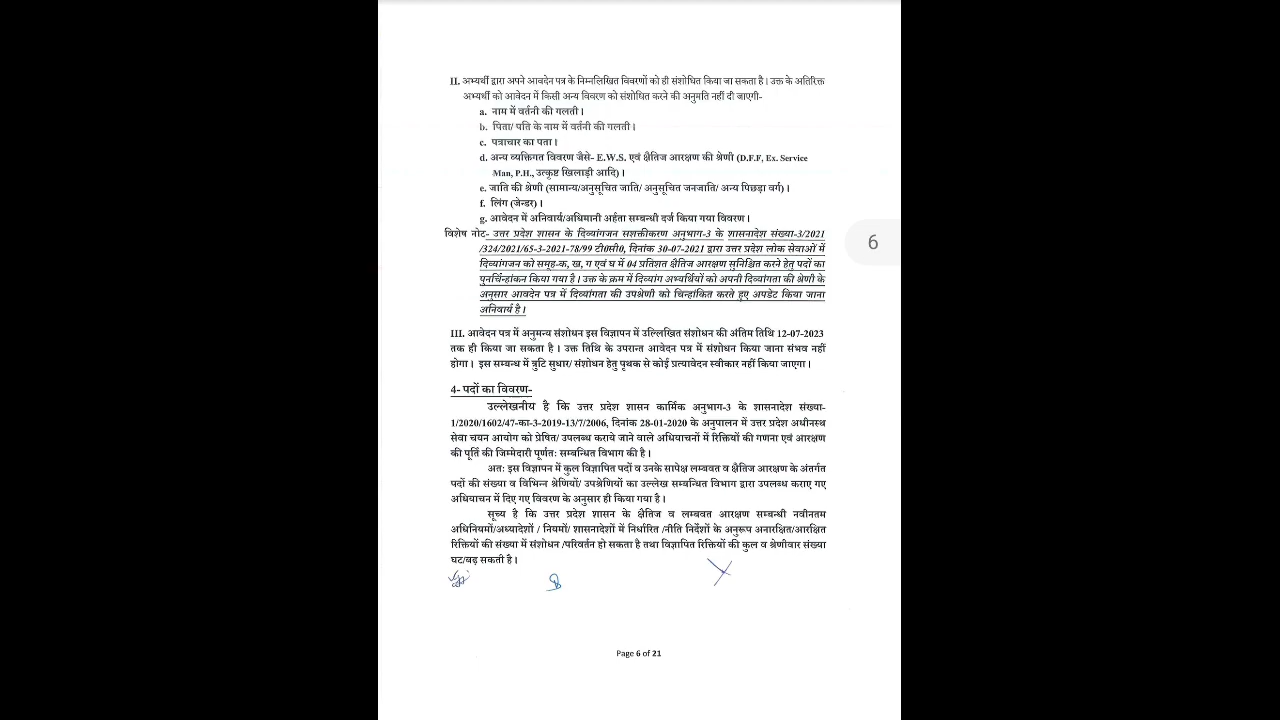 II. अभ्यर्थी द्वारा अपने आवदेन पत्र के निम्नलिखित विवरणों को ही संशोधित किया जा सकता है। उक्त के अतिरिक्त
अभ्यर्थी को आवेदन में किसी अन्य विवरण को संशोधित करने की अनुमति नहीं दी जाएगी-
a. नाम में वर्तनी की गलती।
b. पिता/ पति के नाम में वर्तनी की गलती।
c. पत्राचार का पता।
d. अन्य व्यक्तिगत विवरण जैसे- E.W.S. एवं क्षैतिज आरक्षण की श्रेणी (D.F.F, Ex. Service
Man, P.H., उत्कृष्ट खिलाड़ी आदि)।
e. जाति की श्रेणी (सामान्य/अनुसूचित जाति/ अनुसूचित जनजाति/ अन्य पिछड़ा वर्ग)।
f. लिंग (जेन्डर)।
g. आवेदन में अनिवार्य/अधिमानी अर्हता सम्बन्धी दर्ज किया गया विवरण।
विशेष नोट- उत्तर प्रदेश शासन के दिव्यांगजन सशक्तीकरण अनुभाग-3 के शासनादेश संख्या-3/2021
/324/2021/65-3-2021-78/99 टी0सी0, दिनांक 30-07-2021 द्वारा उत्तर प्रदेश लोक सेवाओं में
दिव्यांगजन को समूह-क, ख, ग एवं घ में 04 प्रतिशत क्षैतिज आरक्षण सुनिश्चित करने हेतु पदों का
पुनर्चिन्हांकन किया गया है। उक्त के क्रम में दिव्यांग अभ्यर्थियों को अपनी दिव्यांगता की श्रेणी के
अनुसार आवदेन पत्र में दिव्यांगता की उपश्रेणी को चिन्हांकित करते हुए अपडेट किया जाना
अनिवार्य है।
III. आवेदन पत्र में अनुमन्य संशोधन इस विज्ञापन में उल्लिखित संशोधन की अंतिम तिथि 12-07-2023
तक ही किया जा सकता है। उक्त तिथि के उपरान्त आवेदन पत्र में संशोधन किया जाना संभव नहीं
होगा। इस सम्बन्ध में त्रुटि सुधार/ संशोधन हेतु पृथक से कोई प्रत्यावेदन स्वीकार नहीं किया जाएगा।
4- पदों का विवरण-
उल्लेखनीय है कि उत्तर प्रदेश शासन कार्मिक अनुभाग-3 के शासनादेश संख्या-
1/2020/1602/47-का-3-2019-13/7/2006, दिनांक 28-01-2020 के अनुपालन में उत्तर प्रदेश अधीनस्थ
सेवा चयन आयोग को प्रेषित/ उपलब्ध कराये जाने वाले अधियाचनों में रिक्तियों की गणना एवं आरक्षण
की पूर्ति की जिम्मेदारी पूर्णतः सम्बन्धित विभाग की है।
अतः इस विज्ञापन में कुल विज्ञापित पदों व उनके सापेक्ष लम्बवत व क्षैतिज आरक्षण के अंतर्गत
पदों की संख्या व विभिन्न श्रेणियों/ उपश्रेणियों का उल्लेख सम्बन्धित विभाग द्वारा उपलब्ध कराए गए
अधियाचन में दिए गए विवरण के अनुसार ही किया गया है।
सूच्य है कि उत्तर प्रदेश शासन के क्षैतिज व लम्बवत आरक्षण सम्बन्धी नवीनतम
अधिनियमों/अध्यादेशों / नियमों/ शासनादेशों में निर्धारित /नीति निर्देशों के अनुरूप अनारक्षित/आरक्षित
रिक्तियों की संख्या में संशोधन /परिवर्तन हो सकता है तथा विज्ञापित रिक्तियों की कुल व श्रेणीवार संख्या
घट/बढ़ सकती है।
Page 6 of 21
6